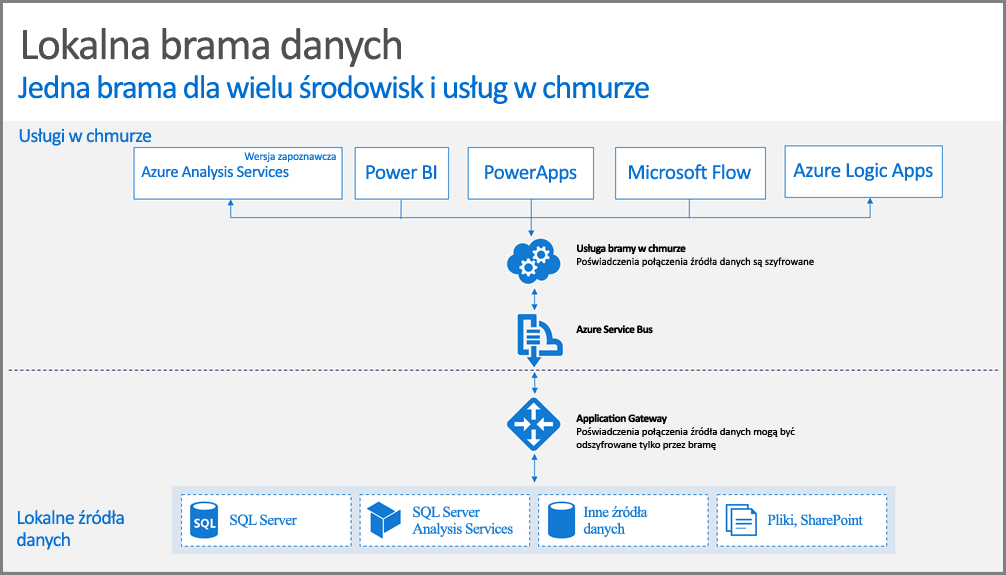 Lokalna brama danych
Jedna brama dla wielu środowisk i usług w chmurze
Usługi w chmurze
Wersja zapoznawcza
Azure Analysis Services
Power BI
PowerApps
Microsoft Flow
Azure Logic Apps
Usługa bramy w chmurze
Poświadczenia połączenia źródła danych są szyfrowane
Azure Service Bus
Application Gateway
Poświadczenia połączenia źródła danych mogą być
odszyfrowane tylko przez bramę
Lokalne źródła
danych
SQL
SQL Server
SQL Server
Analysis Services
Inne źródła
danych
Pliki, SharePoint